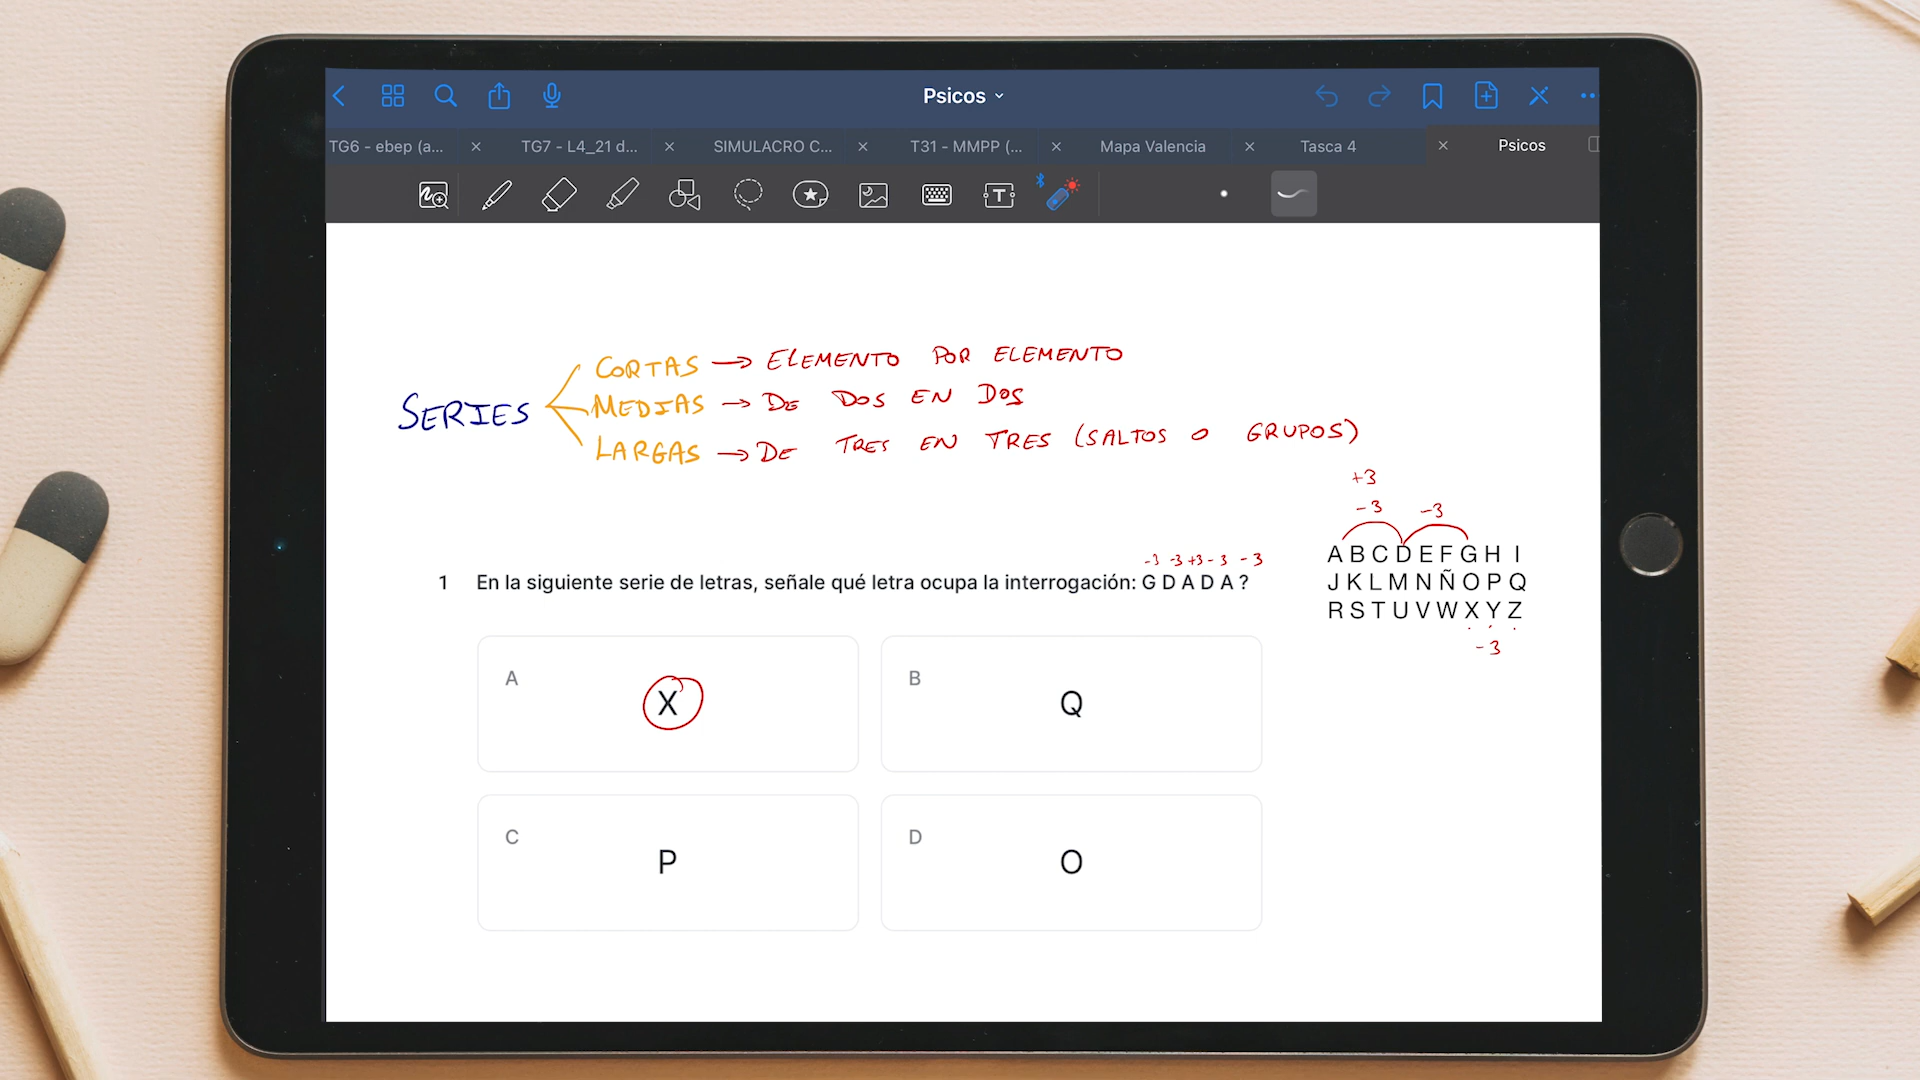 Psicos
TG6 - ebep (a... TG7 - L4_21 d... SIMULACRO C... T31 - MMPP (... Mapa Valencia Tasca 4 Psicos
SERIES
CORTAS → ELEMENTO POR ELEMENTO
MEDIAS → DE DOS EN DOS
LARGAS → DE TRES EN TRES (SALTOS O GRUPOS)
+3
-3 -3
A B C D E F G H I
J K L M N Ñ O P Q
R S T U V W X Y Z
-3
-3 -3 +3 -3 -3
1 En la siguiente serie de letras, señale qué letra ocupa la interrogación: G D A D A ?
A X
B Q
C P
D O